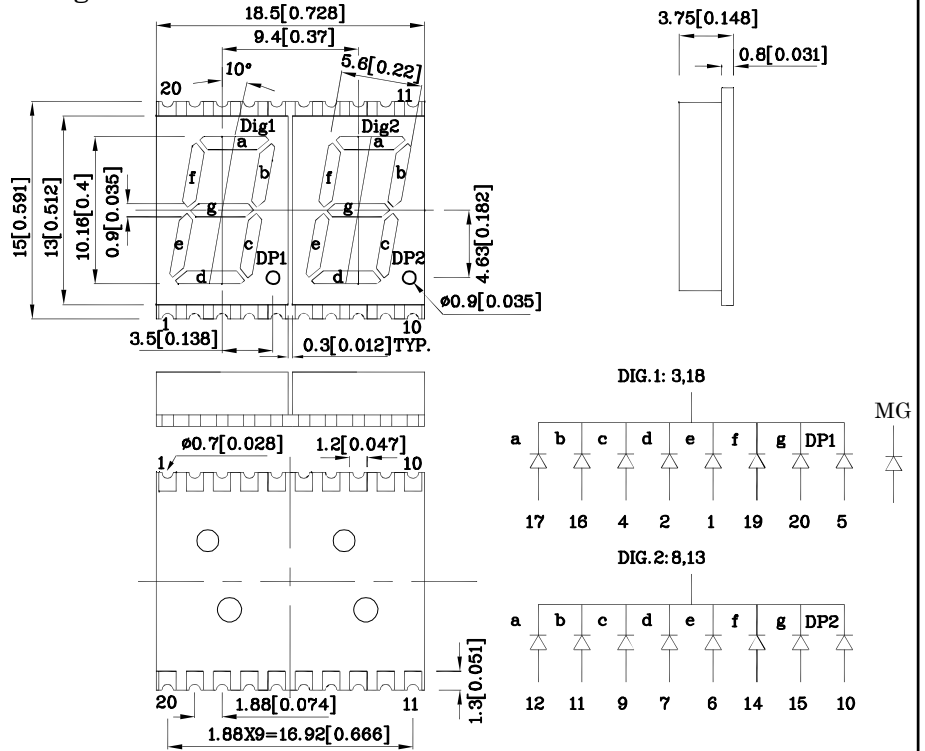 18.5[0.728]
9.4[0.37]
5.6[0.22]
10°
20
11
Dig1
Dig2
a
b
f
g
e
c
d
DP1
a
b
f
g
e
c
d
DP2
15[0.591]
13[0.512]
10.16[0.4]
0.9[0.035]
4.63[0.182]
ø0.9[0.035]
1
10
3.5[0.138]
0.3[0.012]TYP.
3.75[0.148]
0.8[0.031]
ø0.7[0.028]
1.2[0.047]
1
10
20
11
1.88[0.074]
1.3[0.051]
1.88X9=16.92[0.666]
DIG.1: 3,18
MG
a b c d e f g DP1
17 16 4 2 1 19 20 5
DIG.2: 8,13
a b c d e f g DP2
12 11 9 7 6 14 15 10